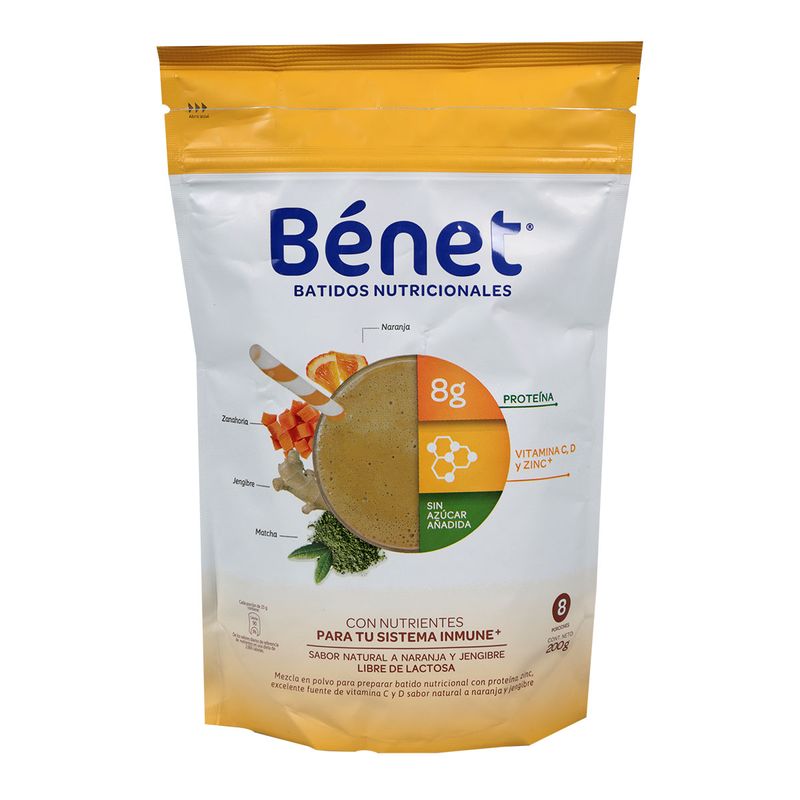 Bénet®
BATIDOS NUTRICIONALES
Naranja
8g
PROTEÍNA
Zanahoria
VITAMINA C, D
y ZINC+
Jengibre
SIN
AZÚCAR
AÑADIDA
Matcha
8
PORCIONES
CONT. NETO
200g
CON NUTRIENTES
PARA TU SISTEMA INMUNE+
SABOR NATURAL A NARANJA Y JENGIBRE
LIBRE DE LACTOSA
Mezcla en polvo para preparar batido nutricional con proteína, zinc,
excelente fuente de vitamina C y D sabor natural a naranja y jengibre